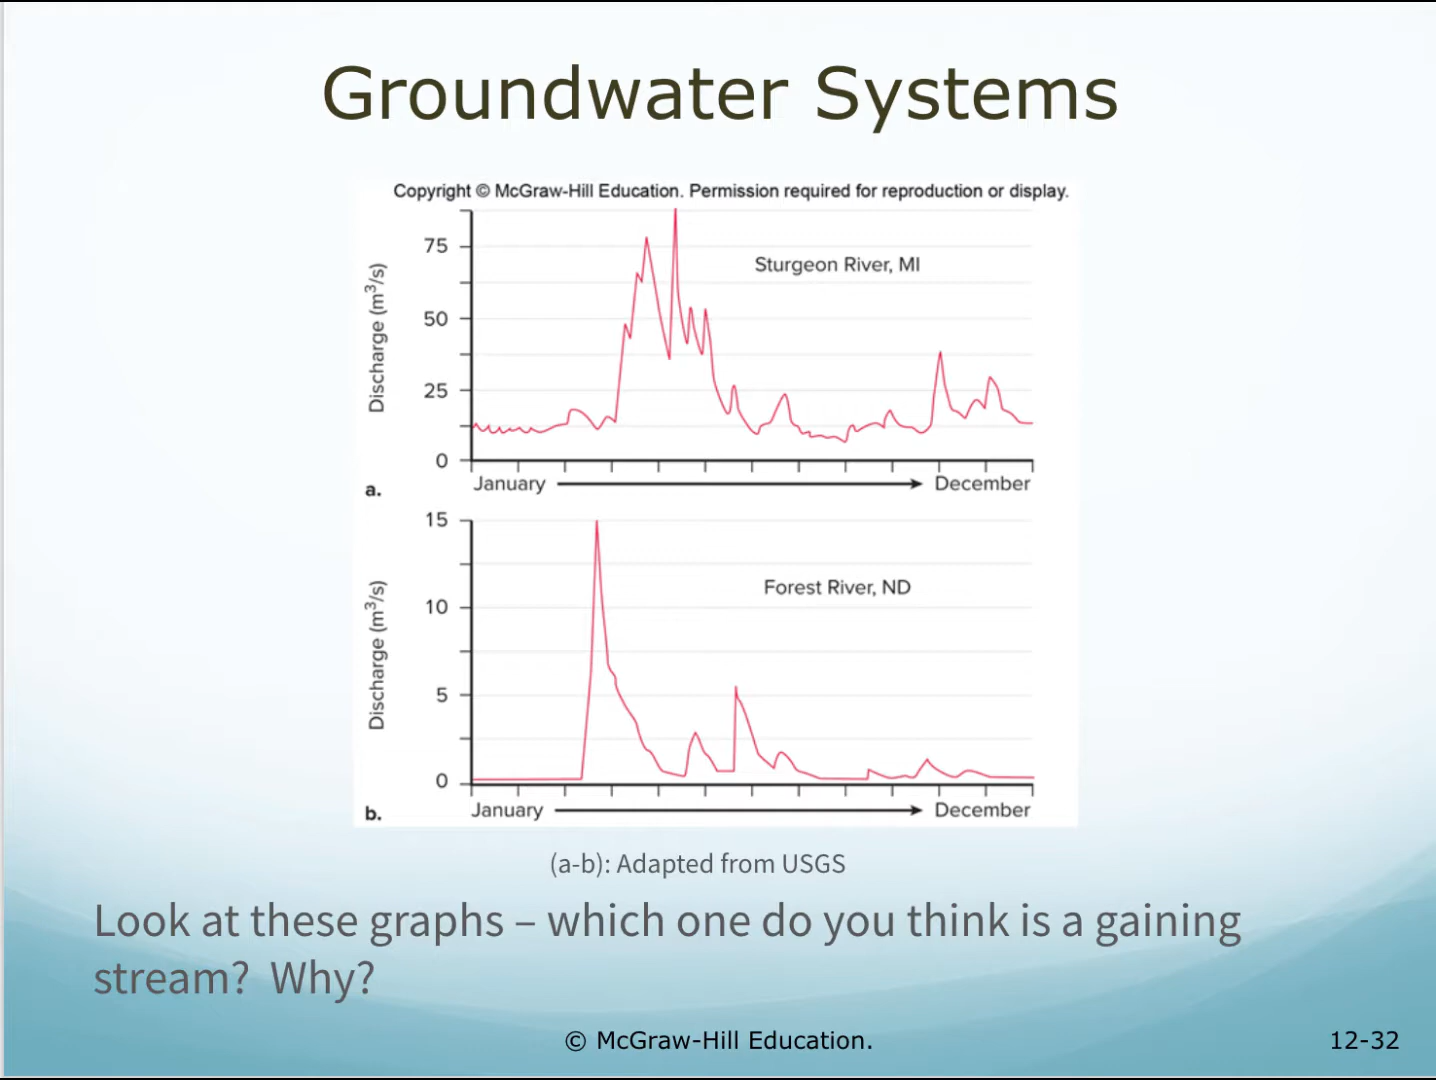 Groundwater Systems
Copyright © McGraw-Hill Education. Permission required for reproduction or display.
75
50
25
0
Discharge (m³/s)
Sturgeon River, MI
January
December
a.
15
10
5
0
Discharge (m³/s)
Forest River, ND
January
December
b.
(a-b): Adapted from USGS
Look at these graphs – which one do you think is a gaining
stream?  Why?
© McGraw-Hill Education.
12-32